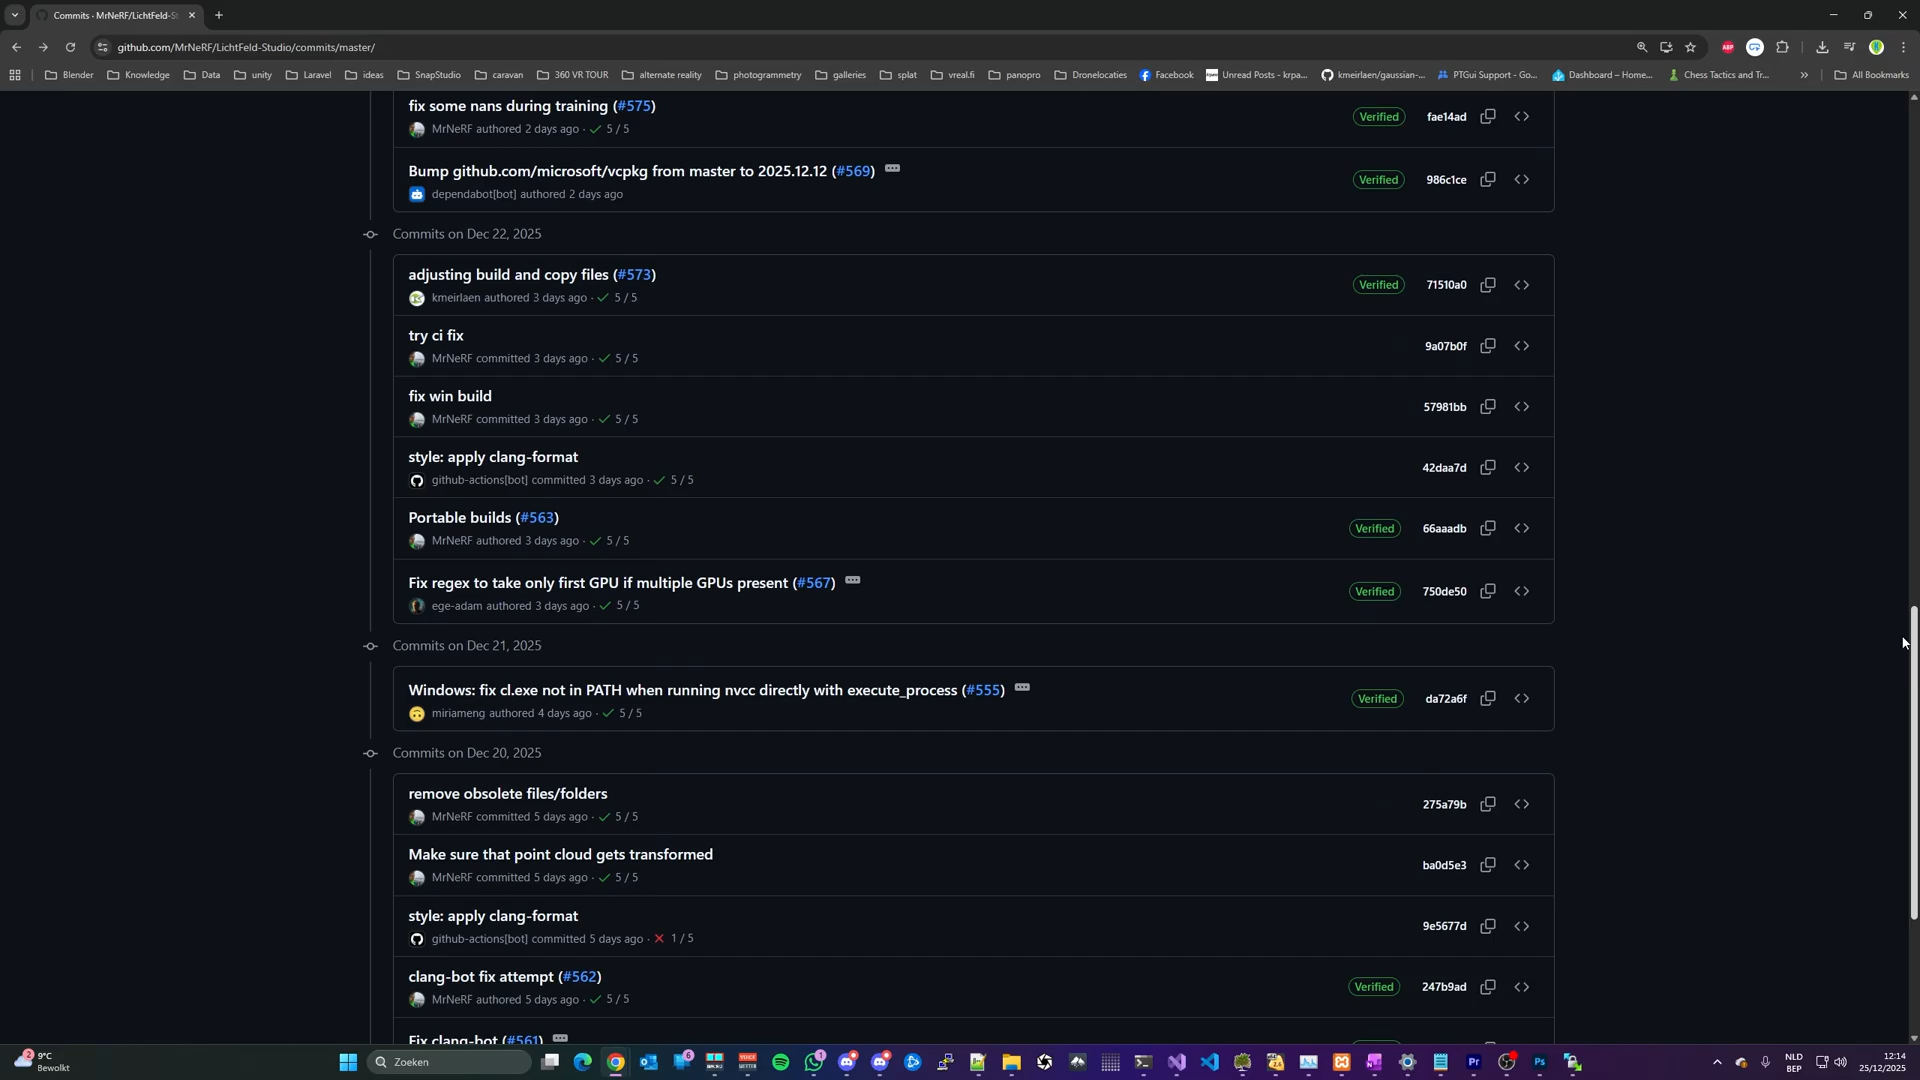 Commits · MrNeRF/LichtFeld-St
github.com/MrNeRF/LichtFeld-Studio/commits/master/
ABP
Blender
Knowledge
Data
unity
Laravel
ideas
SnapStudio
caravan
360 VR TOUR
alternate reality
photogrammetry
galleries
splat
vreal.fi
panopro
Dronelocaties
Facebook
Unread Posts - krpa...
kmeirlaen/gaussian-...
PTGui Support - Go...
Dashboard – Home...
Chess Tactics and Tr...
All Bookmarks
fix some nans during training (#575)
MrNeRF authored 2 days ago · 5 / 5
Verified
fae14ad
Bump github.com/microsoft/vcpkg from master to 2025.12.12 (#569)
dependabot[bot] authored 2 days ago
Verified
986c1ce
Commits on Dec 22, 2025
adjusting build and copy files (#573)
kmeirlaen authored 3 days ago · 5 / 5
Verified
71510a0
try ci fix
MrNeRF committed 3 days ago · 5 / 5
9a07b0f
fix win build
MrNeRF committed 3 days ago · 5 / 5
57981bb
style: apply clang-format
github-actions[bot] committed 3 days ago · 5 / 5
42daa7d
Portable builds (#563)
MrNeRF authored 3 days ago · 5 / 5
Verified
66aaadb
Fix regex to take only first GPU if multiple GPUs present (#567)
ege-adam authored 3 days ago · 5 / 5
Verified
750de50
Commits on Dec 21, 2025
Windows: fix cl.exe not in PATH when running nvcc directly with execute_process (#555)
miriameng authored 4 days ago · 5 / 5
Verified
da72a6f
Commits on Dec 20, 2025
remove obsolete files/folders
MrNeRF committed 5 days ago · 5 / 5
275a79b
Make sure that point cloud gets transformed
MrNeRF committed 5 days ago · 5 / 5
ba0d5e3
style: apply clang-format
github-actions[bot] committed 5 days ago · 1 / 5
9e5677d
clang-bot fix attempt (#562)
MrNeRF authored 5 days ago · 5 / 5
Verified
247b9ad
Fix clang-bot (#561)
9°C
Bewolkt
Zoeken
NLD
BEP
12:14
25/12/2025